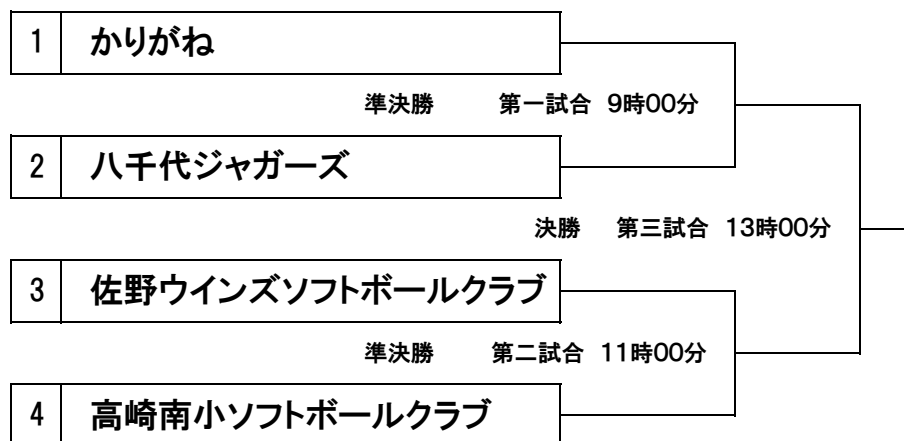 1 かりがね
準決勝 第一試合 9時00分
2 八千代ジャガーズ
決勝 第三試合 13時00分
3 佐野ウインズソフトボールクラブ
準決勝 第二試合 11時00分
4 高崎南小ソフトボールクラブ